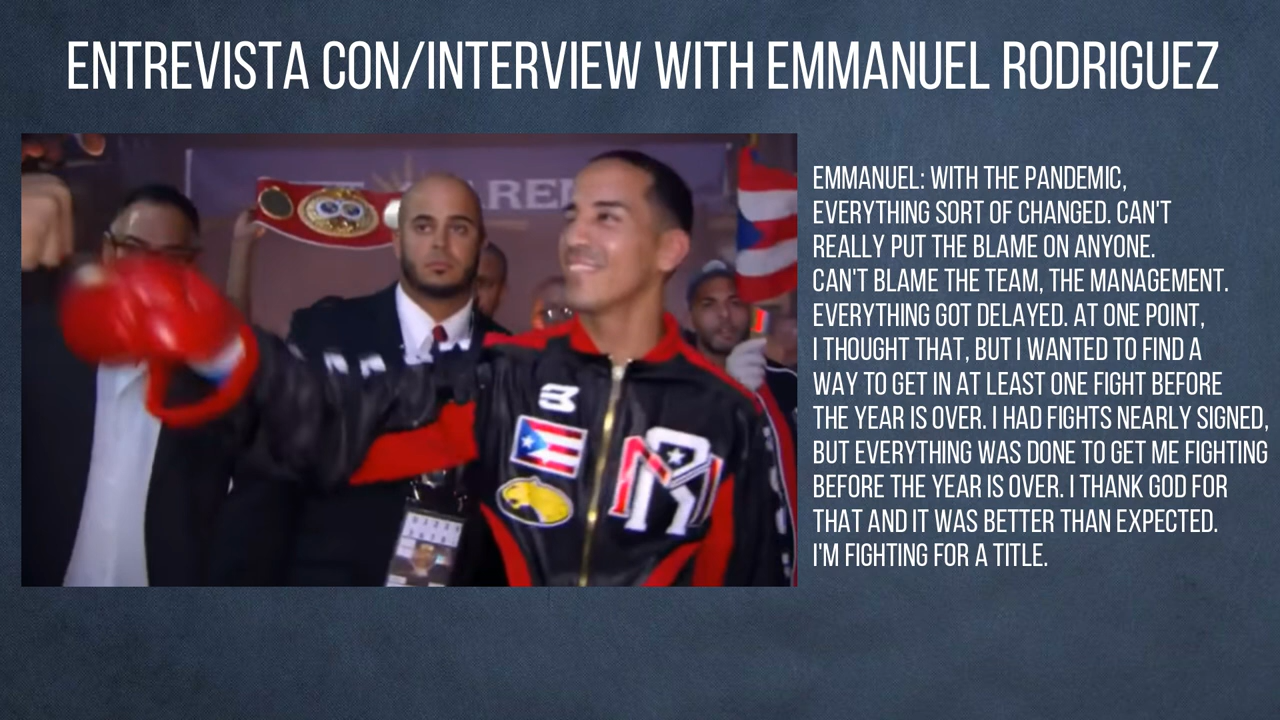 ENTREVISTA CON/INTERVIEW WITH EMMANUEL RODRIGUEZ
EMMANUEL: WITH THE PANDEMIC,
EVERYTHING SORT OF CHANGED. CAN'T
REALLY PUT THE BLAME ON ANYONE.
CAN'T BLAME THE TEAM, THE MANAGEMENT.
EVERYTHING GOT DELAYED. AT ONE POINT,
I THOUGHT THAT, BUT I WANTED TO FIND A
WAY TO GET IN AT LEAST ONE FIGHT BEFORE
THE YEAR IS OVER. I HAD FIGHTS NEARLY SIGNED,
BUT EVERYTHING WAS DONE TO GET ME FIGHTING
BEFORE THE YEAR IS OVER. I THANK GOD FOR
THAT AND IT WAS BETTER THAN EXPECTED.
I'M FIGHTING FOR A TITLE.